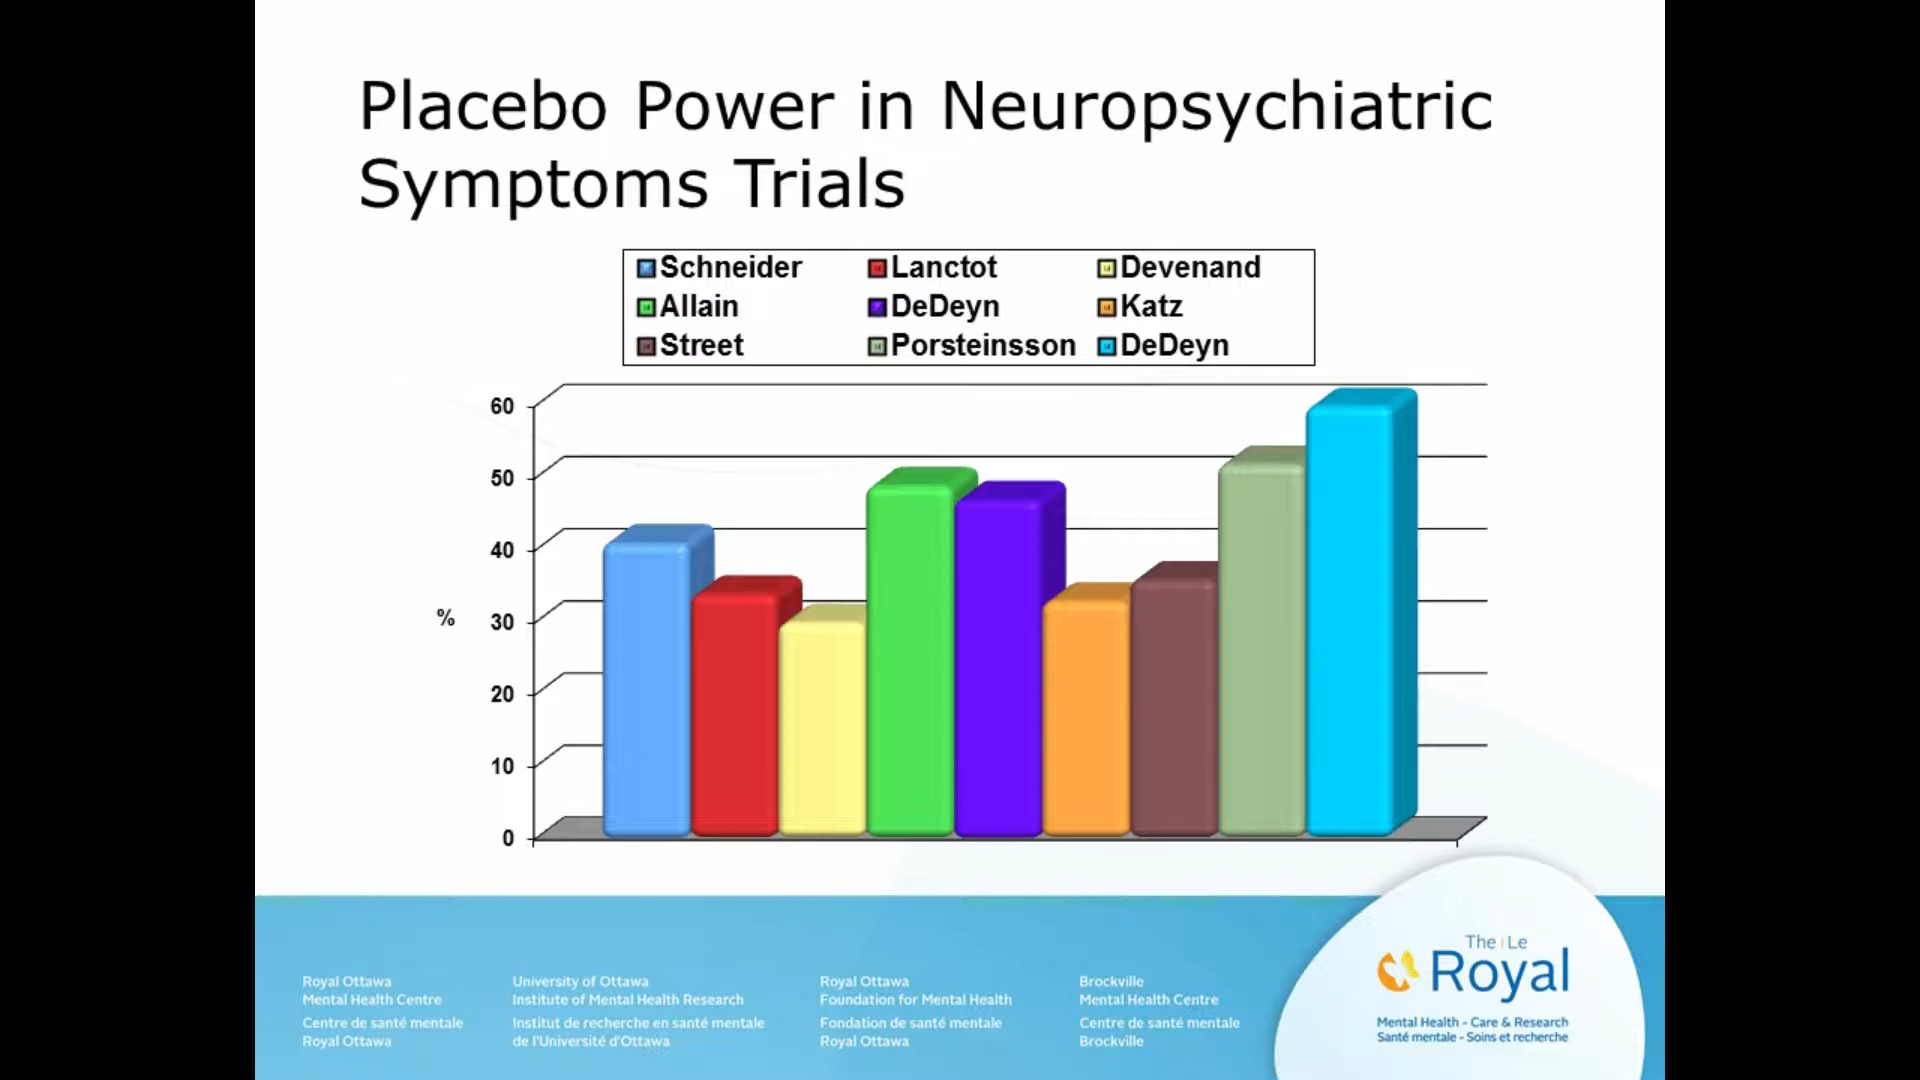 Placebo Power in Neuropsychiatric
Symptoms Trials
Schneider Lanctot Devenand
Allain DeDeyn Katz
Street Porsteinsson DeDeyn
60
50
40
%
30
20
10
0
Royal Ottawa
Mental Health Centre
Centre de santé mentale
Royal Ottawa
University of Ottawa
Institute of Mental Health Research
Institut de recherche en santé mentale
de l'Université d'Ottawa
Royal Ottawa
Foundation for Mental Health
Fondation de santé mentale
Royal Ottawa
Brockville
Mental Health Centre
Centre de santé mentale
Brockville
The Le
Royal
Mental Health - Care & Research
Santé mentale - Soins et recherche